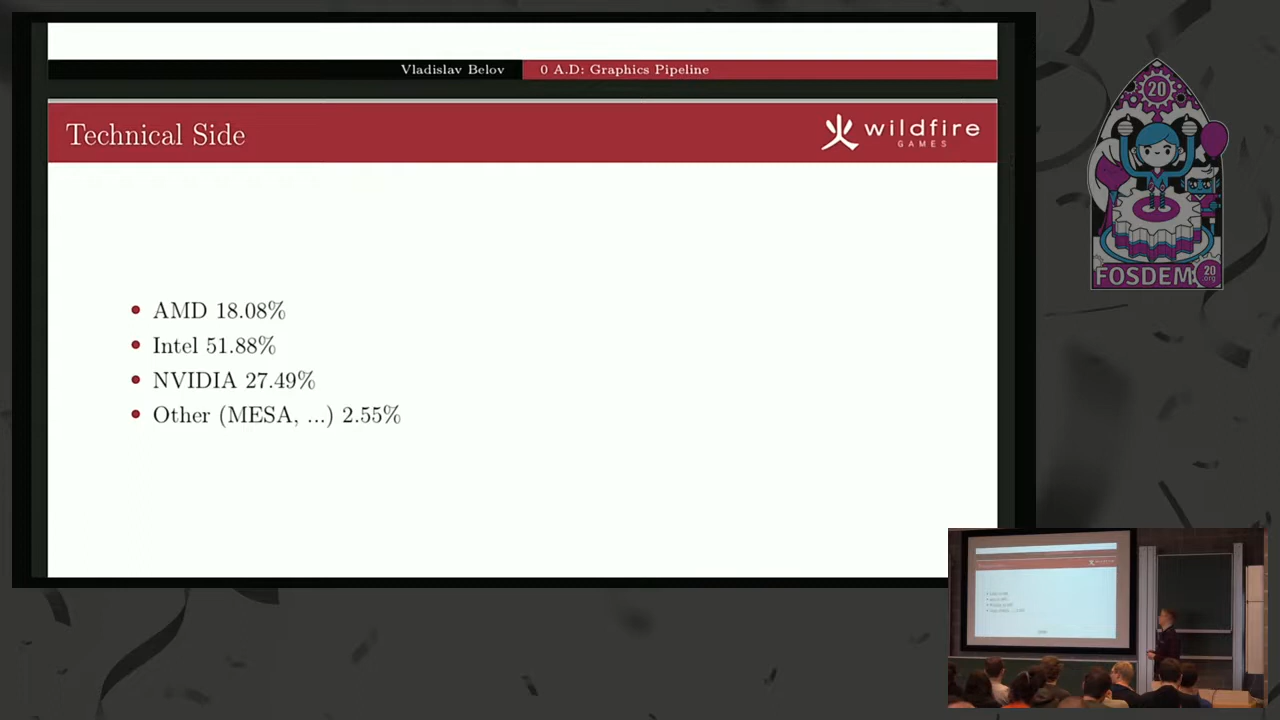 Vladislav Belov
0 A.D: Graphics Pipeline
Technical Side
wildfire
GAMES
• AMD 18.08%
• Intel 51.88%
• NVIDIA 27.49%
• Other (MESA, ...) 2.55%
20
FOSDEM
20
.org